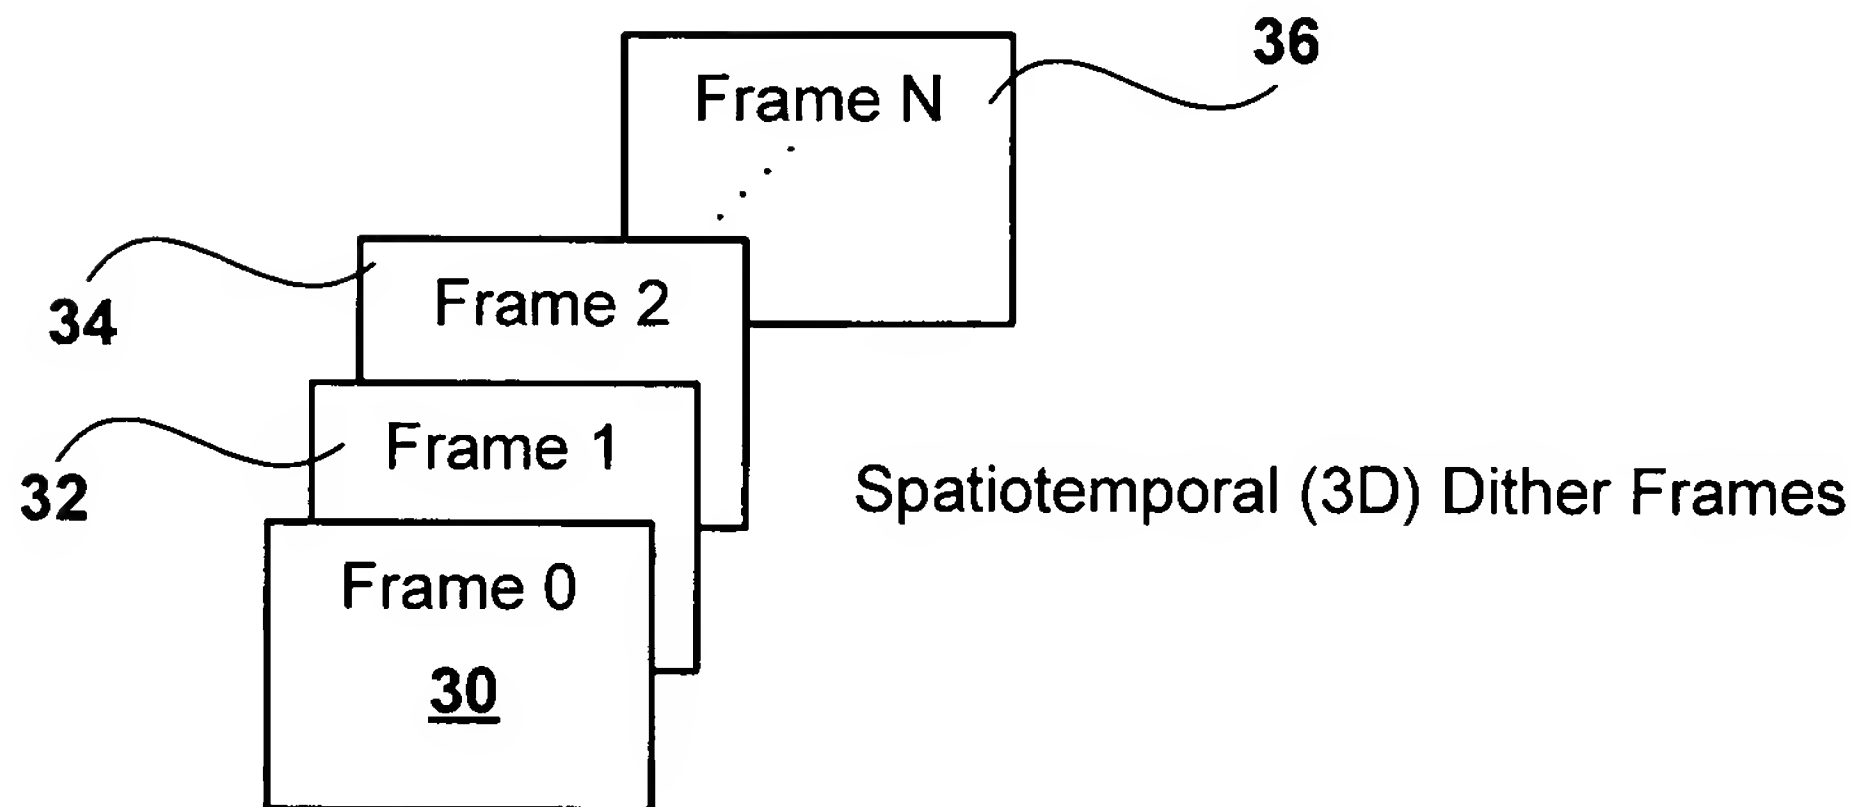 36
Frame N
34
Frame 2
Frame 1
32
Spatiotemporal (3D) Dither Frames
Frame 0
30